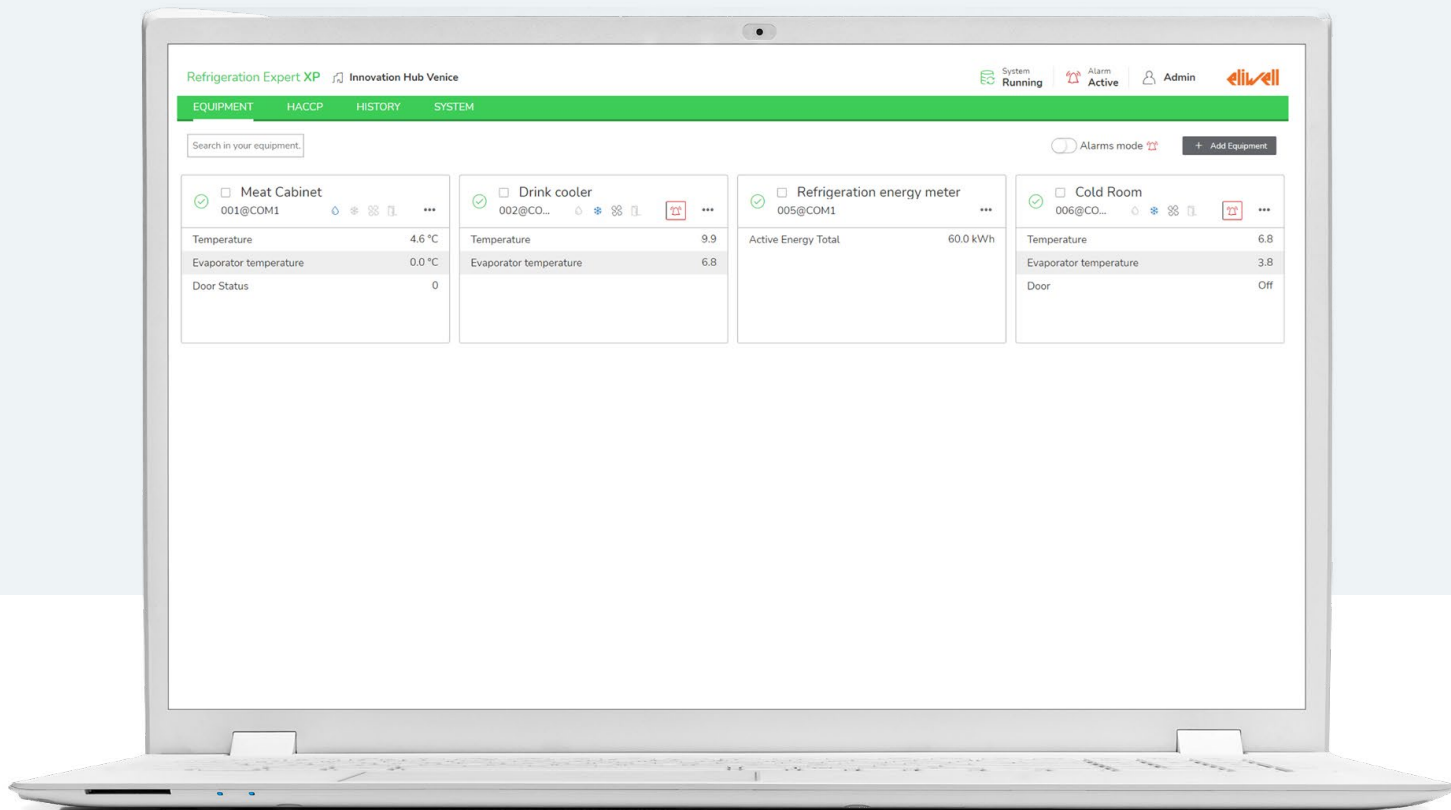 Refrigeration Expert XP Innovation Hub Venice System Running Alarm Active Admin eliwell
EQUIPMENT HACCP HISTORY SYSTEM
Search in your equipment. Alarms mode + Add Equipment
Meat Cabinet
001@COM1 •••
Temperature 4.6 °C
Evaporator temperature 0.0 °C
Door Status 0
Drink cooler
002@CO... •••
Temperature 9.9
Evaporator temperature 6.8
Refrigeration energy meter
005@COM1 •••
Active Energy Total 60.0 kWh
Cold Room
006@CO... •••
Temperature 6.8
Evaporator temperature 3.8
Door Off